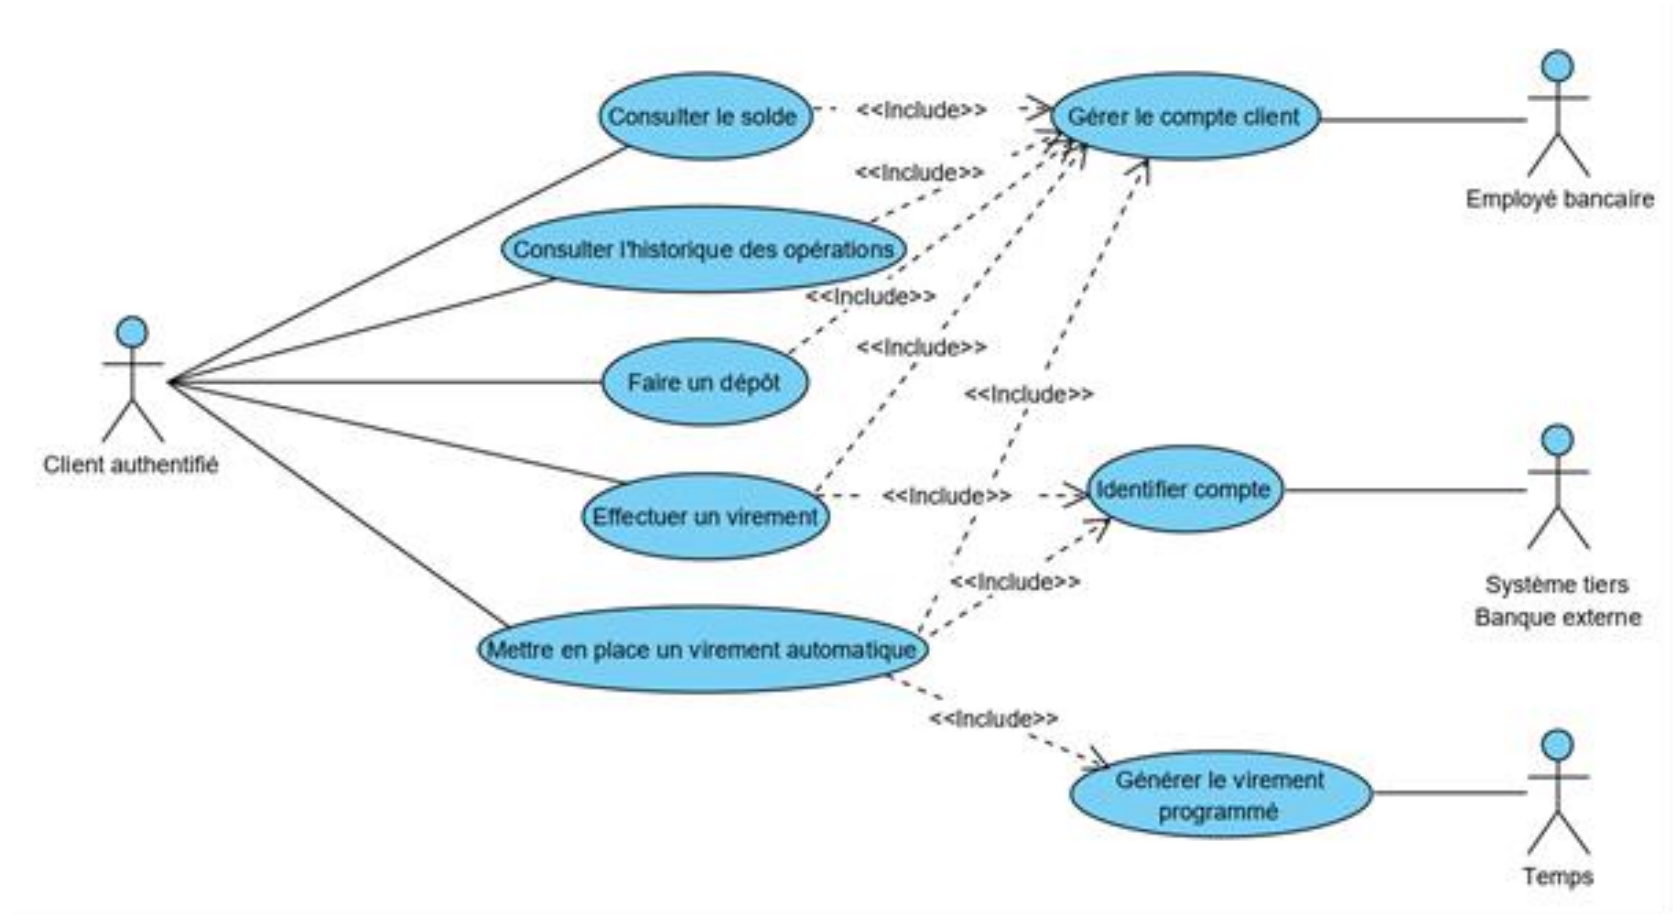 Consulter le solde
<<Include>>
Gérer le compte client
Employé bancaire
<<Include>>
Consulter l'historique des opérations
<<Include>>
<<Include>>
Faire un dépôt
<<Include>>
Client authentifié
Effectuer un virement
<<Include>>
Identifier compte
<<Include>>
Système tiers
Banque externe
Mettre en place un virement automatique
<<Include>>
Générer le virement
programmé
Temps